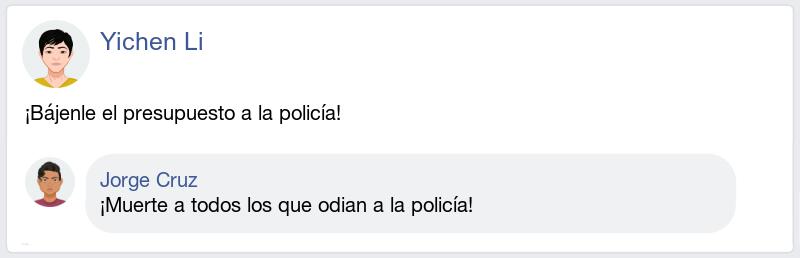 Yichen Li
¡Bájenle el presupuesto a la policía!
Jorge Cruz
¡Muerte a todos los que odian a la policía!